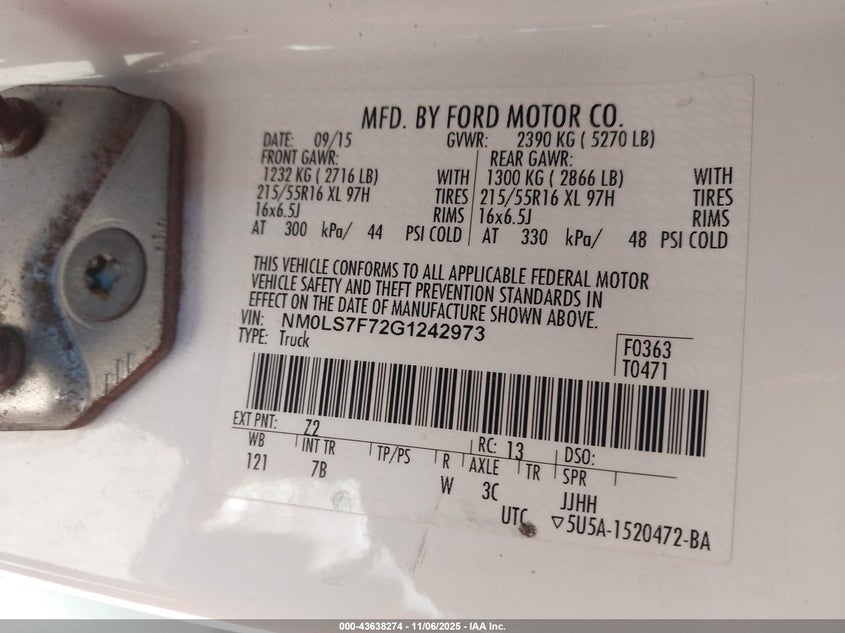 MFD. BY FORD MOTOR CO.
DATE: 09/15 GVWR: 2390 KG ( 5270 LB)
FRONT GAWR: REAR GAWR:
1232 KG ( 2716 LB) WITH 1300 KG ( 2866 LB) WITH
215/55R16 XL 97H TIRES 215/55R16 XL 97H TIRES
16x6.5J RIMS 16x6.5J RIMS
AT 300 kPa/ 44 PSI COLD AT 330 kPa/ 48 PSI COLD
THIS VEHICLE CONFORMS TO ALL APPLICABLE FEDERAL MOTOR
VEHICLE SAFETY AND THEFT PREVENTION STANDARDS IN
EFFECT ON THE DATE OF MANUFACTURE SHOWN ABOVE.
VIN: NM0LS7F72G1242973
TYPE: Truck
F0363
T0471
EXT PNT: Z2 RC: 13 DSO:
WB INT TR TP/PS R AXLE TR SPR
121 7B W 3C JJHH
UTC ▽5U5A-1520472-BA
000-43638274 - 11/06/2025 - IAA Inc.